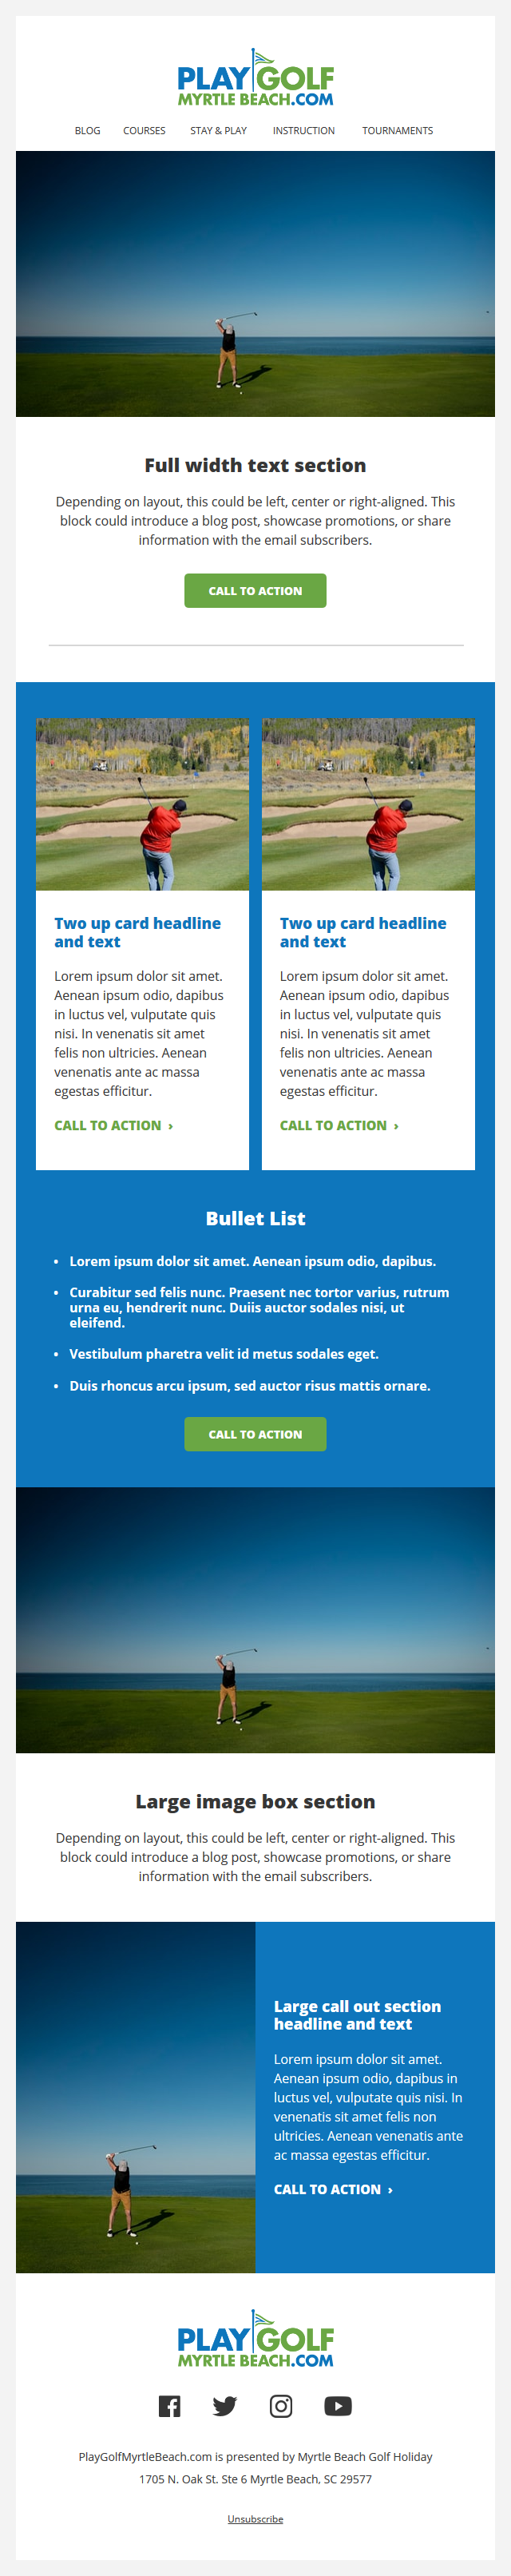 PLAY GOLF
MYRTLE BEACH.COM
BLOG COURSES STAY & PLAY INSTRUCTION TOURNAMENTS
Full width text section
Depending on layout, this could be left, center or right-aligned. This
block could introduce a blog post, showcase promotions, or share
information with the email subscribers.
CALL TO ACTION
Two up card headline
and text
Lorem ipsum dolor sit amet.
Aenean ipsum odio, dapibus
in luctus vel, vulputate quis
nisi. In venenatis sit amet
felis non ultricies. Aenean
venenatis ante ac massa
egestas efficitur.
CALL TO ACTION ›
Two up card headline
and text
Lorem ipsum dolor sit amet.
Aenean ipsum odio, dapibus
in luctus vel, vulputate quis
nisi. In venenatis sit amet
felis non ultricies. Aenean
venenatis ante ac massa
egestas efficitur.
CALL TO ACTION ›
Bullet List
• Lorem ipsum dolor sit amet. Aenean ipsum odio, dapibus.
• Curabitur sed felis nunc. Praesent nec tortor varius, rutrum
urna eu, hendrerit nunc. Duiis auctor sodales nisi, ut
eleifend.
• Vestibulum pharetra velit id metus sodales eget.
• Duis rhoncus arcu ipsum, sed auctor risus mattis ornare.
CALL TO ACTION
Large image box section
Depending on layout, this could be left, center or right-aligned. This
block could introduce a blog post, showcase promotions, or share
information with the email subscribers.
Large call out section
headline and text
Lorem ipsum dolor sit amet.
Aenean ipsum odio, dapibus in
luctus vel, vulputate quis nisi. In
venenatis sit amet felis non
ultricies. Aenean venenatis ante
ac massa egestas efficitur.
CALL TO ACTION ›
PLAY GOLF
MYRTLE BEACH.COM
PlayGolfMyrtleBeach.com is presented by Myrtle Beach Golf Holiday
1705 N. Oak St. Ste 6 Myrtle Beach, SC 29577
Unsubscribe